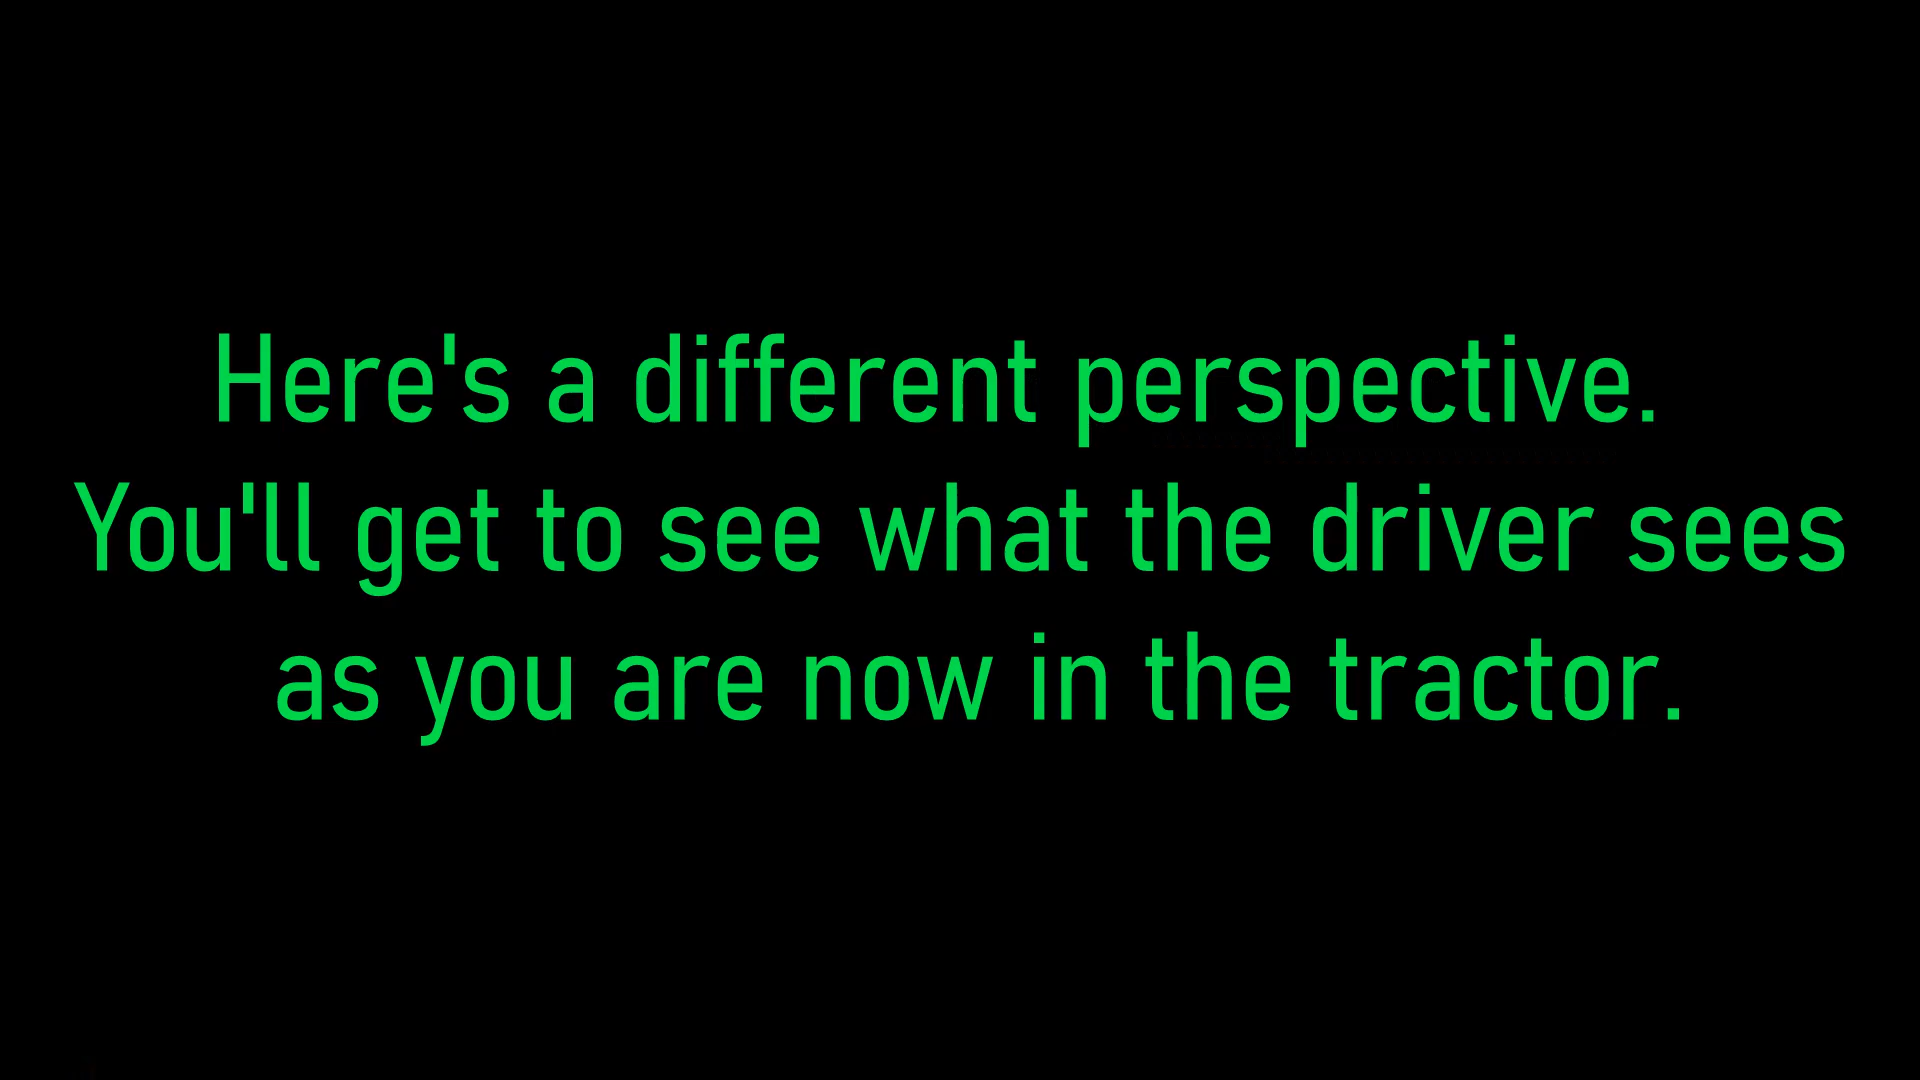 Here's a different perspective.
You'll get to see what the driver sees
as you are now in the tractor.